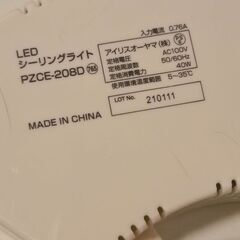 LED
シーリングライト
PZCE-208D
入力電流 0.76A
アイリスオーヤマ(株)
定格電圧 AC100V
定格周波数 50/60Hz
定格消費電力 40W
使用環境温度範囲 5~35℃
LOT No. 210111
MADE IN CHINA